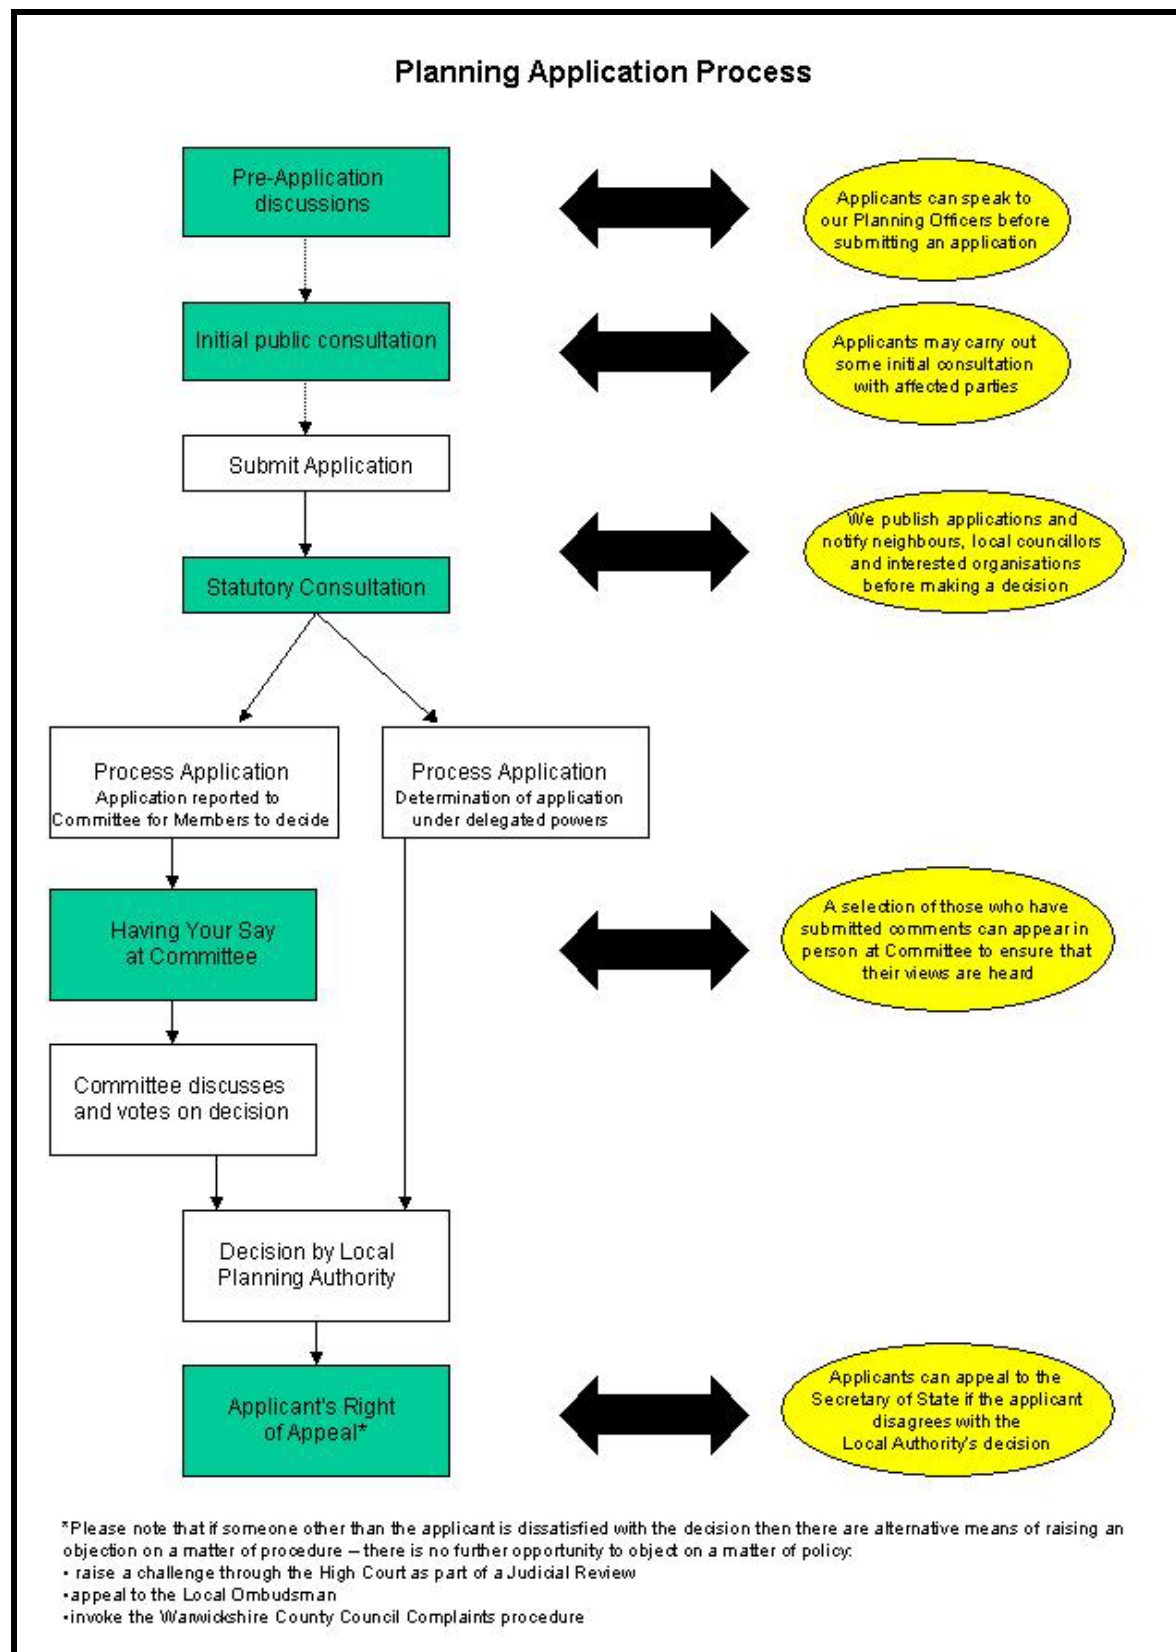 Planning Application Process
Pre-Application
discussions
Applicants can speak to
our Planning Officers before
submitting an application
Initial public consultation
Applicants may carry out
some initial consultation
with affected parties
Submit Application
We publish applications and
notify neighbours, local councillors
and interested organisations
before making a decision
Statutory Consultation
Process Application
Application reported to
Committee for Members to decide
Process Application
Determination of application
under delegated powers
Having Your Say
at Committee
A selection of those who have
submitted comments can appear in
person at Committee to ensure that
their views are heard
Committee discusses
and votes on decision
Decision by Local
Planning Authority
Applicant's Right
of Appeal*
Applicants can appeal to the
Secretary of State if the applicant
disagrees with the
Local Authority's decision
*Please note that if someone other than the applicant is dissatisfied with the decision then there are alternative means of raising an
objection on a matter of procedure – there is no further opportunity to object on a matter of policy:
• raise a challenge through the High Court as part of a Judicial Review
•appeal to the Local Ombudsman
•invoke the Warwickshire County Council Complaints procedure